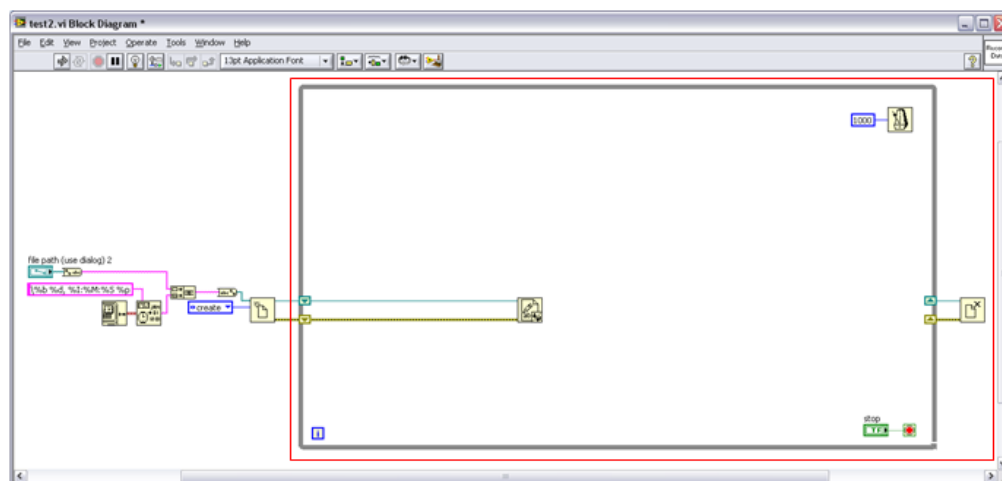 test2.vi Block Diagram *
File Edit View Project Operate Tools Window Help
13pt Application Font
1000
file path (use dialog) 2
(%b %d, %I:%M:%S %p
create
i
stop
TF